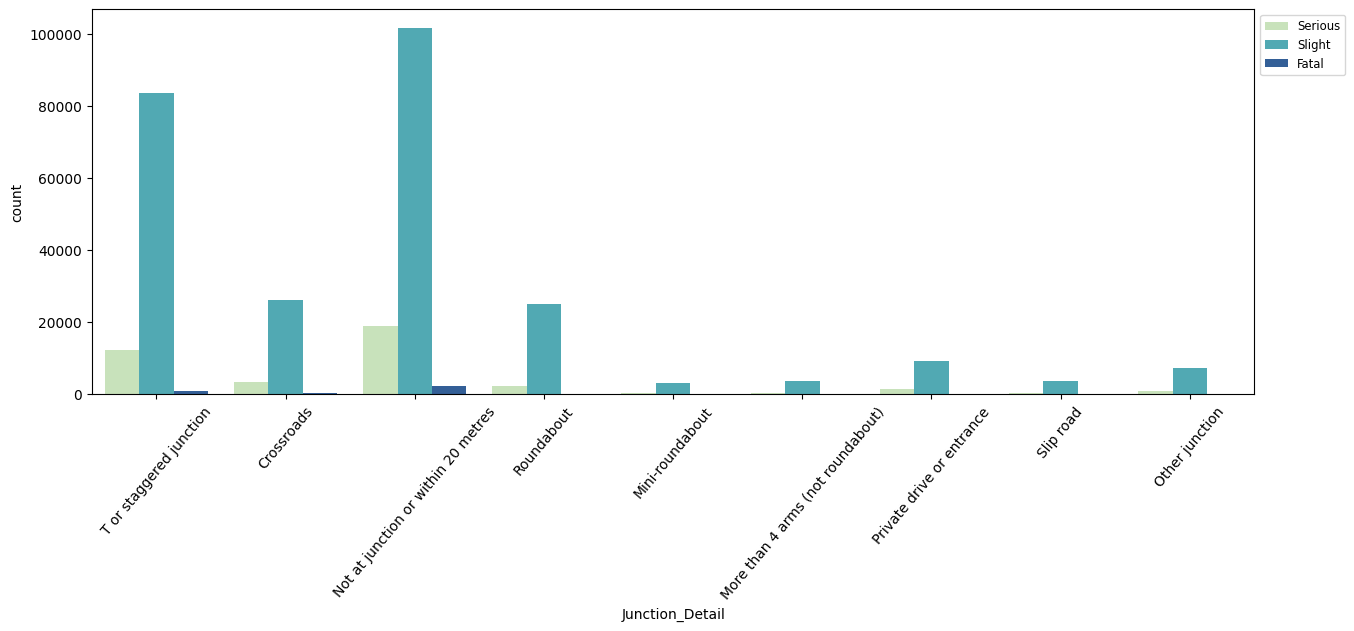 Serious
Slight
Fatal
100000
80000
60000
40000
20000
0
count
T or staggered junction
Crossroads
Not at junction or within 20 metres
Roundabout
Mini-roundabout
More than 4 arms (not roundabout)
Private drive or entrance
Slip road
Other junction
Junction_Detail